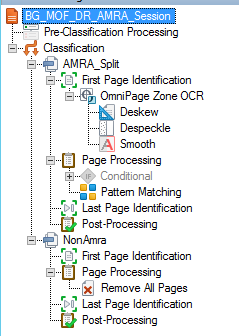 BG_MOF_DR_AMRA_Session
Pre-Classification Processing
Classification
AMRA_Split
First Page Identification
OmniPage Zone OCR
Deskew
Despeckle
Smooth
Page Processing
IF Conditional
Pattern Matching
Last Page Identification
Post-Processing
NonAmra
First Page Identification
Page Processing
Remove All Pages
Last Page Identification
Post-Processing